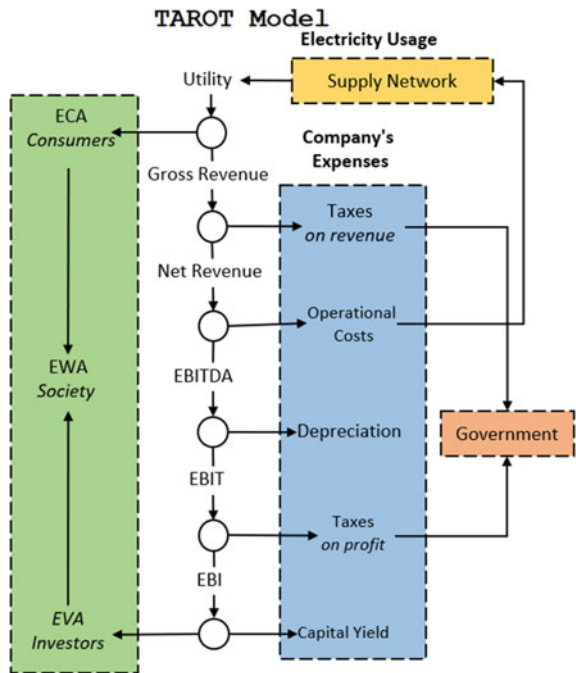 TAROT Model
Electricity Usage
Utility
Supply Network
ECA
Consumers
Company's
Expenses
Gross Revenue
Taxes
on revenue
Net Revenue
Operational
Costs
EWA
Society
EBITDA
Depreciation
Government
EBIT
Taxes
on profit
EBI
EVA
Investors
Capital Yield